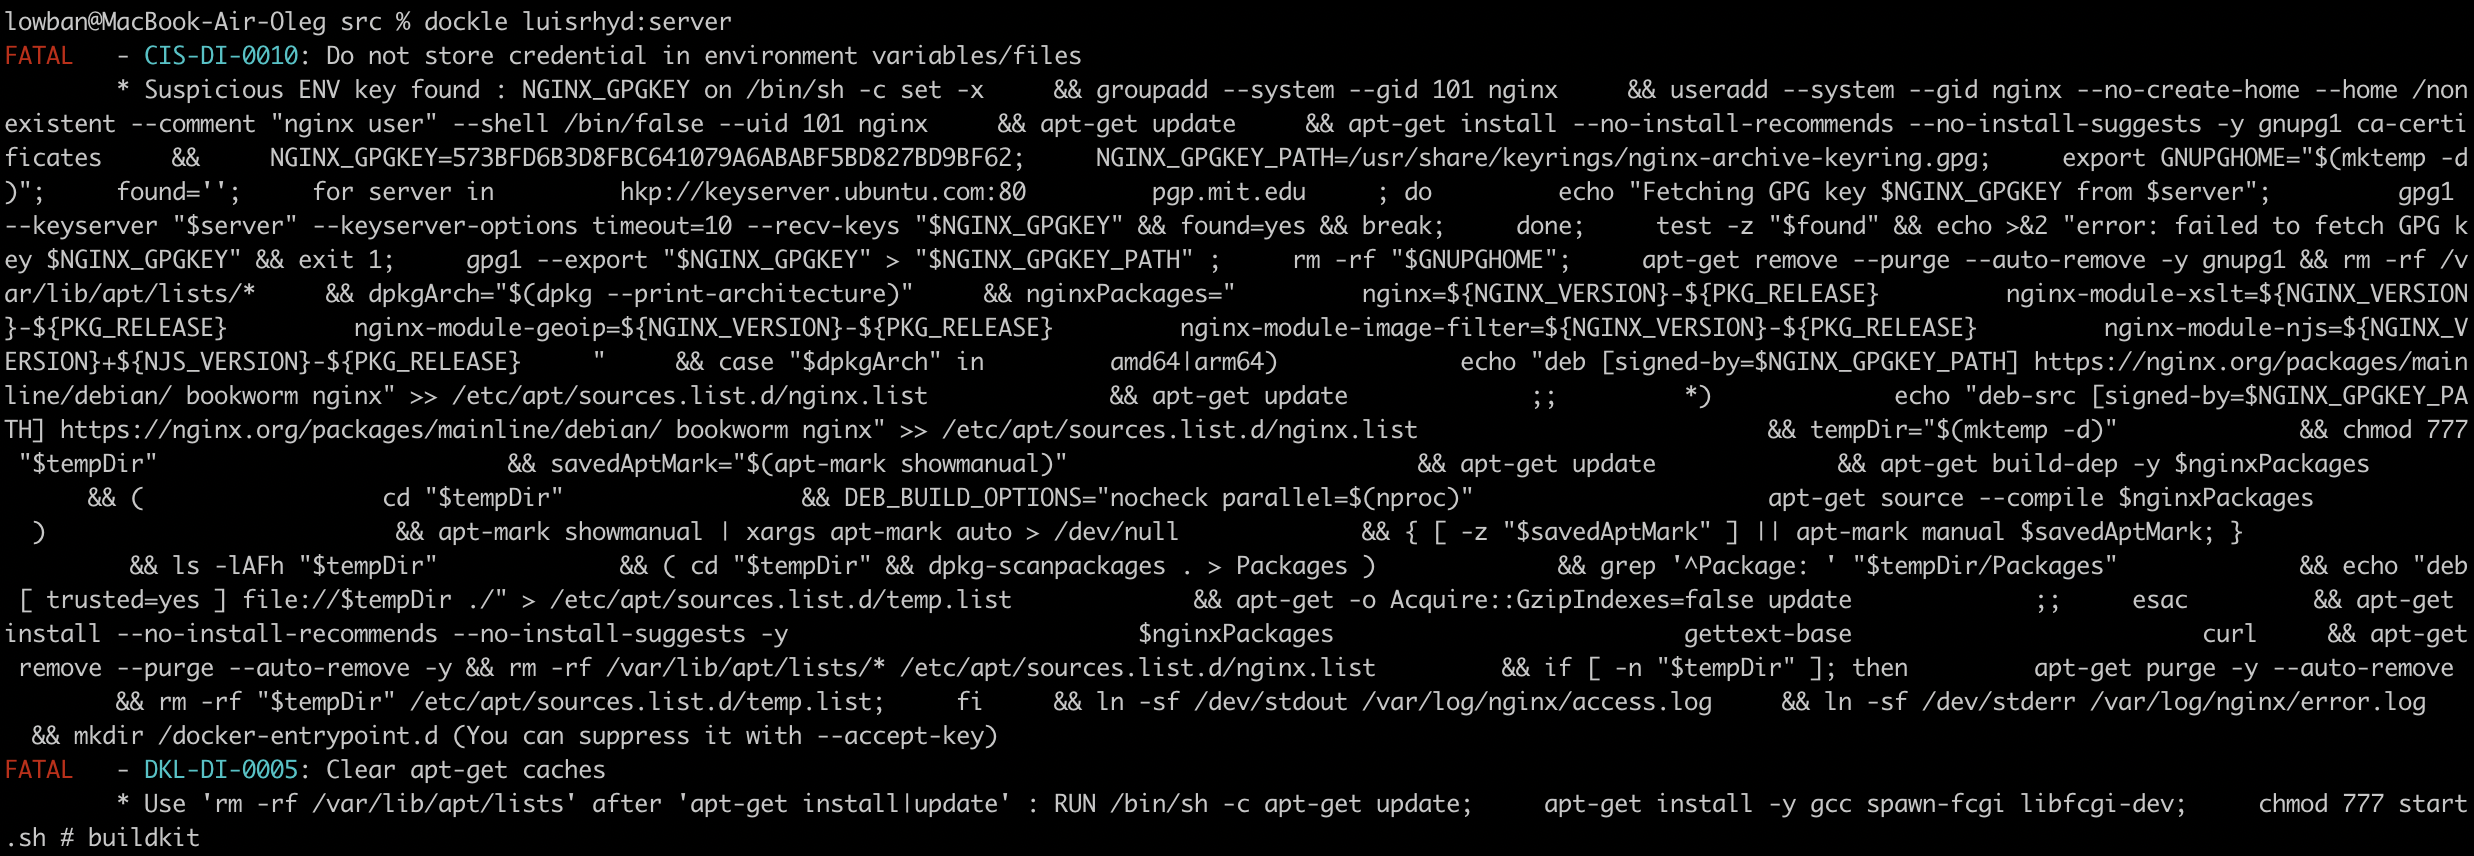 lowban@MacBook-Air-Oleg src % dockle luisrhyd:server
FATAL   - CIS-DI-0010: Do not store credential in environment variables/files
        * Suspicious ENV key found : NGINX_GPGKEY on /bin/sh -c set -x     && groupadd --system --gid 101 nginx     && useradd --system --gid nginx --no-create-home --home /non
existent --comment "nginx user" --shell /bin/false --uid 101 nginx     && apt-get update     && apt-get install --no-install-recommends --no-install-suggests -y gnupg1 ca-certi
ficates     &&     NGINX_GPGKEY=573BFD6B3D8FBC641079A6ABABF5BD827BD9BF62;     NGINX_GPGKEY_PATH=/usr/share/keyrings/nginx-archive-keyring.gpg;     export GNUPGHOME="$(mktemp -d
)";     found='';     for server in         hkp://keyserver.ubuntu.com:80         pgp.mit.edu     ; do         echo "Fetching GPG key $NGINX_GPGKEY from $server";         gpg1 
--keyserver "$server" --keyserver-options timeout=10 --recv-keys "$NGINX_GPGKEY" && found=yes && break;     done;     test -z "$found" && echo >&2 "error: failed to fetch GPG k
ey $NGINX_GPGKEY" && exit 1;     gpg1 --export "$NGINX_GPGKEY" > "$NGINX_GPGKEY_PATH" ;     rm -rf "$GNUPGHOME";     apt-get remove --purge --auto-remove -y gnupg1 && rm -rf /v
ar/lib/apt/lists/*     && dpkgArch="$(dpkg --print-architecture)"     && nginxPackages="         nginx=${NGINX_VERSION}-${PKG_RELEASE}         nginx-module-xslt=${NGINX_VERSION
}-${PKG_RELEASE}         nginx-module-geoip=${NGINX_VERSION}-${PKG_RELEASE}         nginx-module-image-filter=${NGINX_VERSION}-${PKG_RELEASE}         nginx-module-njs=${NGINX_V
ERSION}+${NJS_VERSION}-${PKG_RELEASE}     "     && case "$dpkgArch" in         amd64|arm64)             echo "deb [signed-by=$NGINX_GPGKEY_PATH] https://nginx.org/packages/main
line/debian/ bookworm nginx" >> /etc/apt/sources.list.d/nginx.list             && apt-get update             ;;         *)             echo "deb-src [signed-by=$NGINX_GPGKEY_PA
TH] https://nginx.org/packages/mainline/debian/ bookworm nginx" >> /etc/apt/sources.list.d/nginx.list                         && tempDir="$(mktemp -d)"             && chmod 777
 "$tempDir"                         && savedAptMark="$(apt-mark showmanual)"                         && apt-get update             && apt-get build-dep -y $nginxPackages
      && (                 cd "$tempDir"                 && DEB_BUILD_OPTIONS="nocheck parallel=$(nproc)"                     apt-get source --compile $nginxPackages
  )                         && apt-mark showmanual | xargs apt-mark auto > /dev/null             && { [ -z "$savedAptMark" ] || apt-mark manual $savedAptMark; }
         && ls -lAFh "$tempDir"             && ( cd "$tempDir" && dpkg-scanpackages . > Packages )             && grep '^Package: ' "$tempDir/Packages"             && echo "deb
 [ trusted=yes ] file://$tempDir ./" > /etc/apt/sources.list.d/temp.list             && apt-get -o Acquire::GzipIndexes=false update             ;;     esac         && apt-get 
install --no-install-recommends --no-install-suggests -y                         $nginxPackages                         gettext-base                         curl     && apt-get
 remove --purge --auto-remove -y && rm -rf /var/lib/apt/lists/* /etc/apt/sources.list.d/nginx.list         && if [ -n "$tempDir" ]; then         apt-get purge -y --auto-remove
        && rm -rf "$tempDir" /etc/apt/sources.list.d/temp.list;     fi     && ln -sf /dev/stdout /var/log/nginx/access.log     && ln -sf /dev/stderr /var/log/nginx/error.log
  && mkdir /docker-entrypoint.d (You can suppress it with --accept-key)
FATAL   - DKL-DI-0005: Clear apt-get caches
        * Use 'rm -rf /var/lib/apt/lists' after 'apt-get install|update' : RUN /bin/sh -c apt-get update;     apt-get install -y gcc spawn-fcgi libfcgi-dev;     chmod 777 start
.sh # buildkit